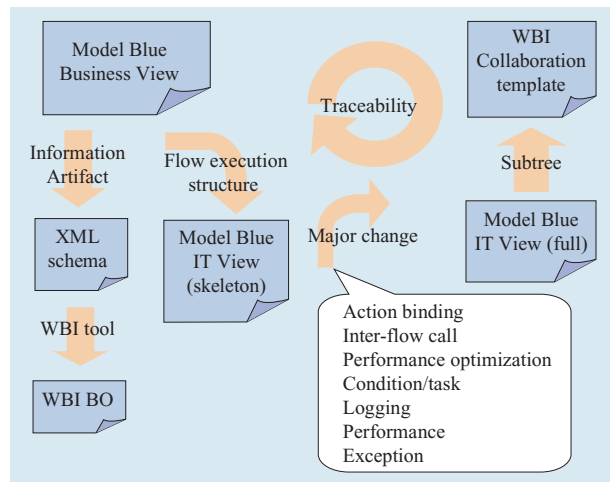 Model Blue
Business View
WBI
Collaboration
template
Traceability
Information
Artifact
Flow execution
structure
Subtree
XML
schema
Model Blue
IT View
(skeleton)
Major change
Model Blue
IT View (full)
WBI tool
WBI BO
Action binding
Inter-flow call
Performance optimization
Condition/task
Logging
Performance
Exception